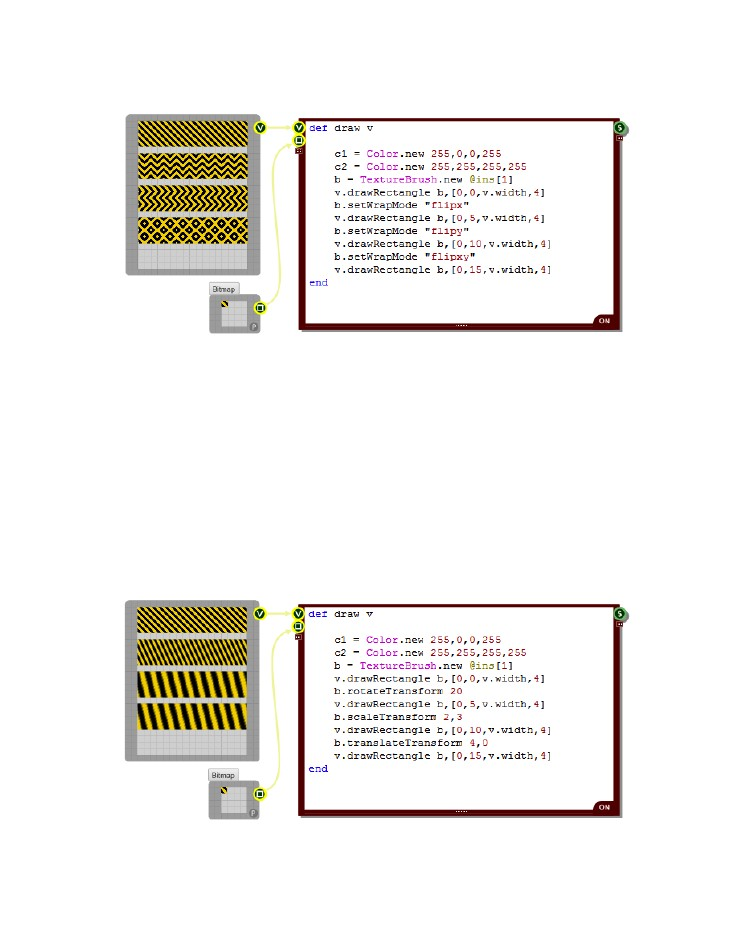 V V def draw v S
c1 = Color.new 255,0,0,255
c2 = Color.new 255,255,255,255
b = TextureBrush.new @ins[1]
v.drawRectangle b,[0,0,v.width,4]
b.setWrapMode "flipx"
v.drawRectangle b,[0,5,v.width,4]
b.setWrapMode "flipy"
v.drawRectangle b,[0,10,v.width,4]
b.setWrapMode "flipxy"
v.drawRectangle b,[0,15,v.width,4]
end
Bitmap
P
ON
V V def draw v S
c1 = Color.new 255,0,0,255
c2 = Color.new 255,255,255,255
b = TextureBrush.new @ins[1]
v.drawRectangle b,[0,0,v.width,4]
b.rotateTransform 20
v.drawRectangle b,[0,5,v.width,4]
b.scaleTransform 2,3
v.drawRectangle b,[0,10,v.width,4]
b.translateTransform 4,0
v.drawRectangle b,[0,15,v.width,4]
end
Bitmap
P
ON